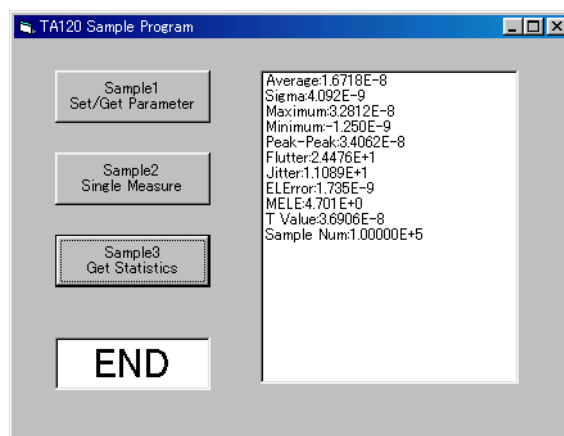 TA120 Sample Program
Sample1
Set/Get Parameter
Sample2
Single Measure
Sample3
Get Statistics
END
Average:1.6718E-8
Sigma:4.092E-9
Maximum:3.2812E-8
Minimum:-1.250E-9
Peak-Peak:3.4062E-8
Flutter:2.4476E+1
Jitter:1.1089E+1
ELError:1.735E-9
MELE:4.701E+0
T Value:3.6906E-8
Sample Num:1.00000E+5